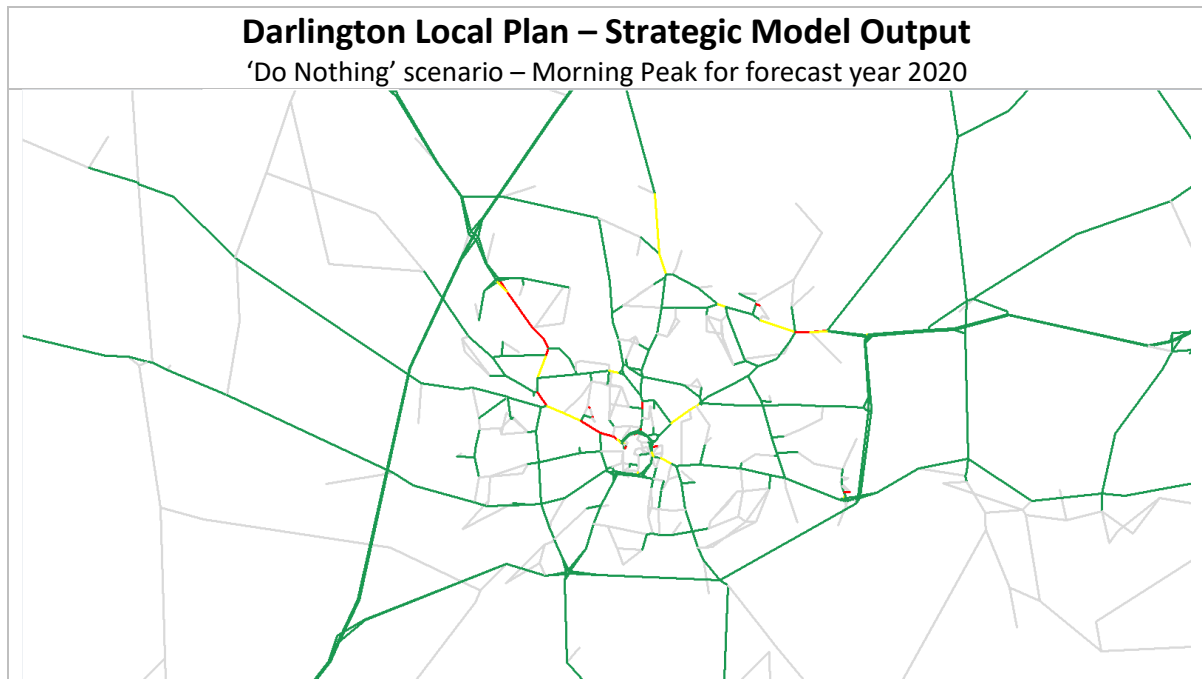 Darlington Local Plan – Strategic Model Output
‘Do Nothing’ scenario – Morning Peak for forecast year 2020